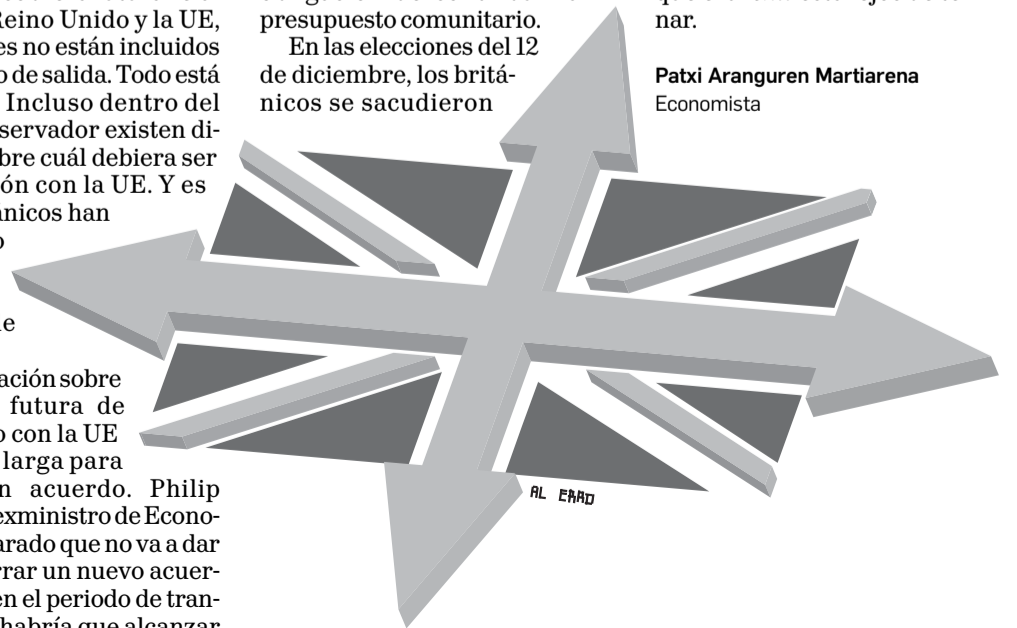 Reino Unido y la UE,
no están incluidos
de salida. Todo está
Incluso dentro del
servador existen di-
bre cuál debiera ser
ón con la UE. Y es
ánicos han
ación sobre
futura de
con la UE
larga para
acuerdo. Philip
exministro de Econo-
arado que no va a dar
rrar un nuevo acuer-
en el periodo de tran-
habría que alcanzar
presupuesto comunitario.
En las elecciones del 12
de diciembre, los britá-
nicos se sacudieron
nar.
Patxi Aranguren Martiarena
Economista